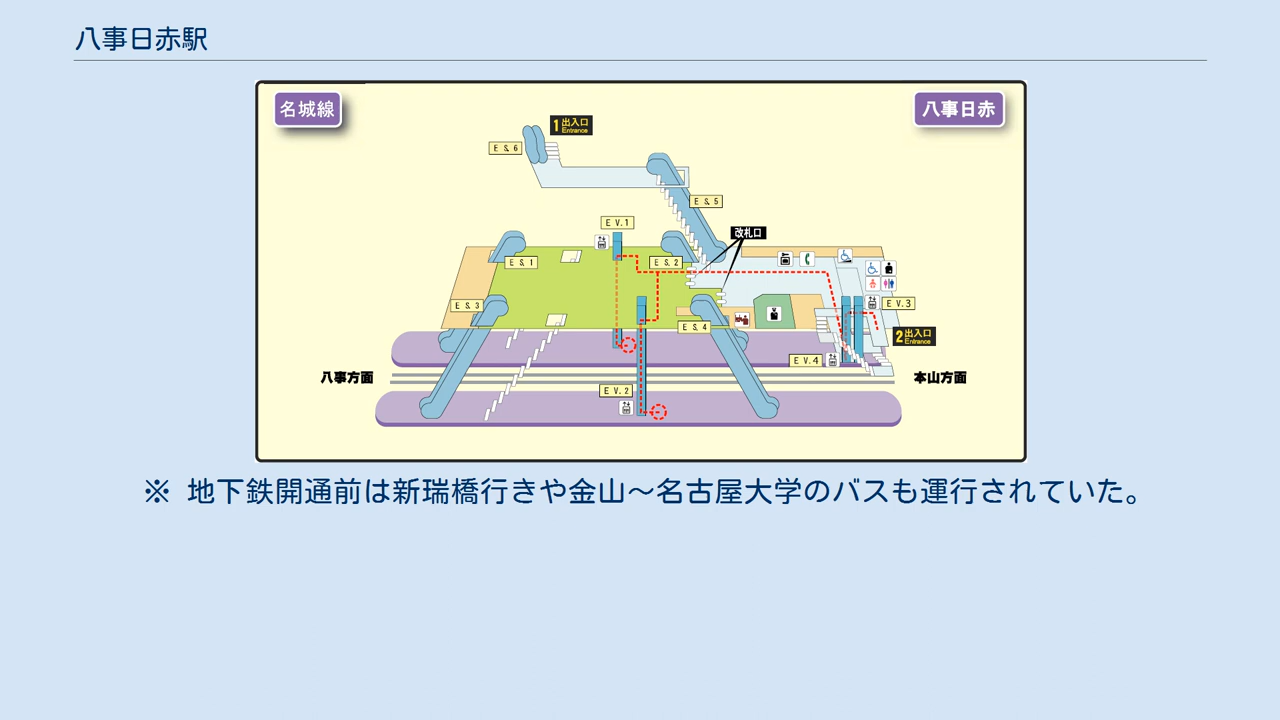 八事日赤駅
名城線
八事日赤
1 出入口
Entrance
E S. 6
E S. 5
E V. 1
改札口
E S. 1
E S. 2
E S. 3
E V. 3
E S. 4
2 出入口
Entrance
E V. 4
八事方面
本山方面
E V. 2
※ 地下鉄開通前は新瑞橋行きや金山～名古屋大学のバスも運行されていた。